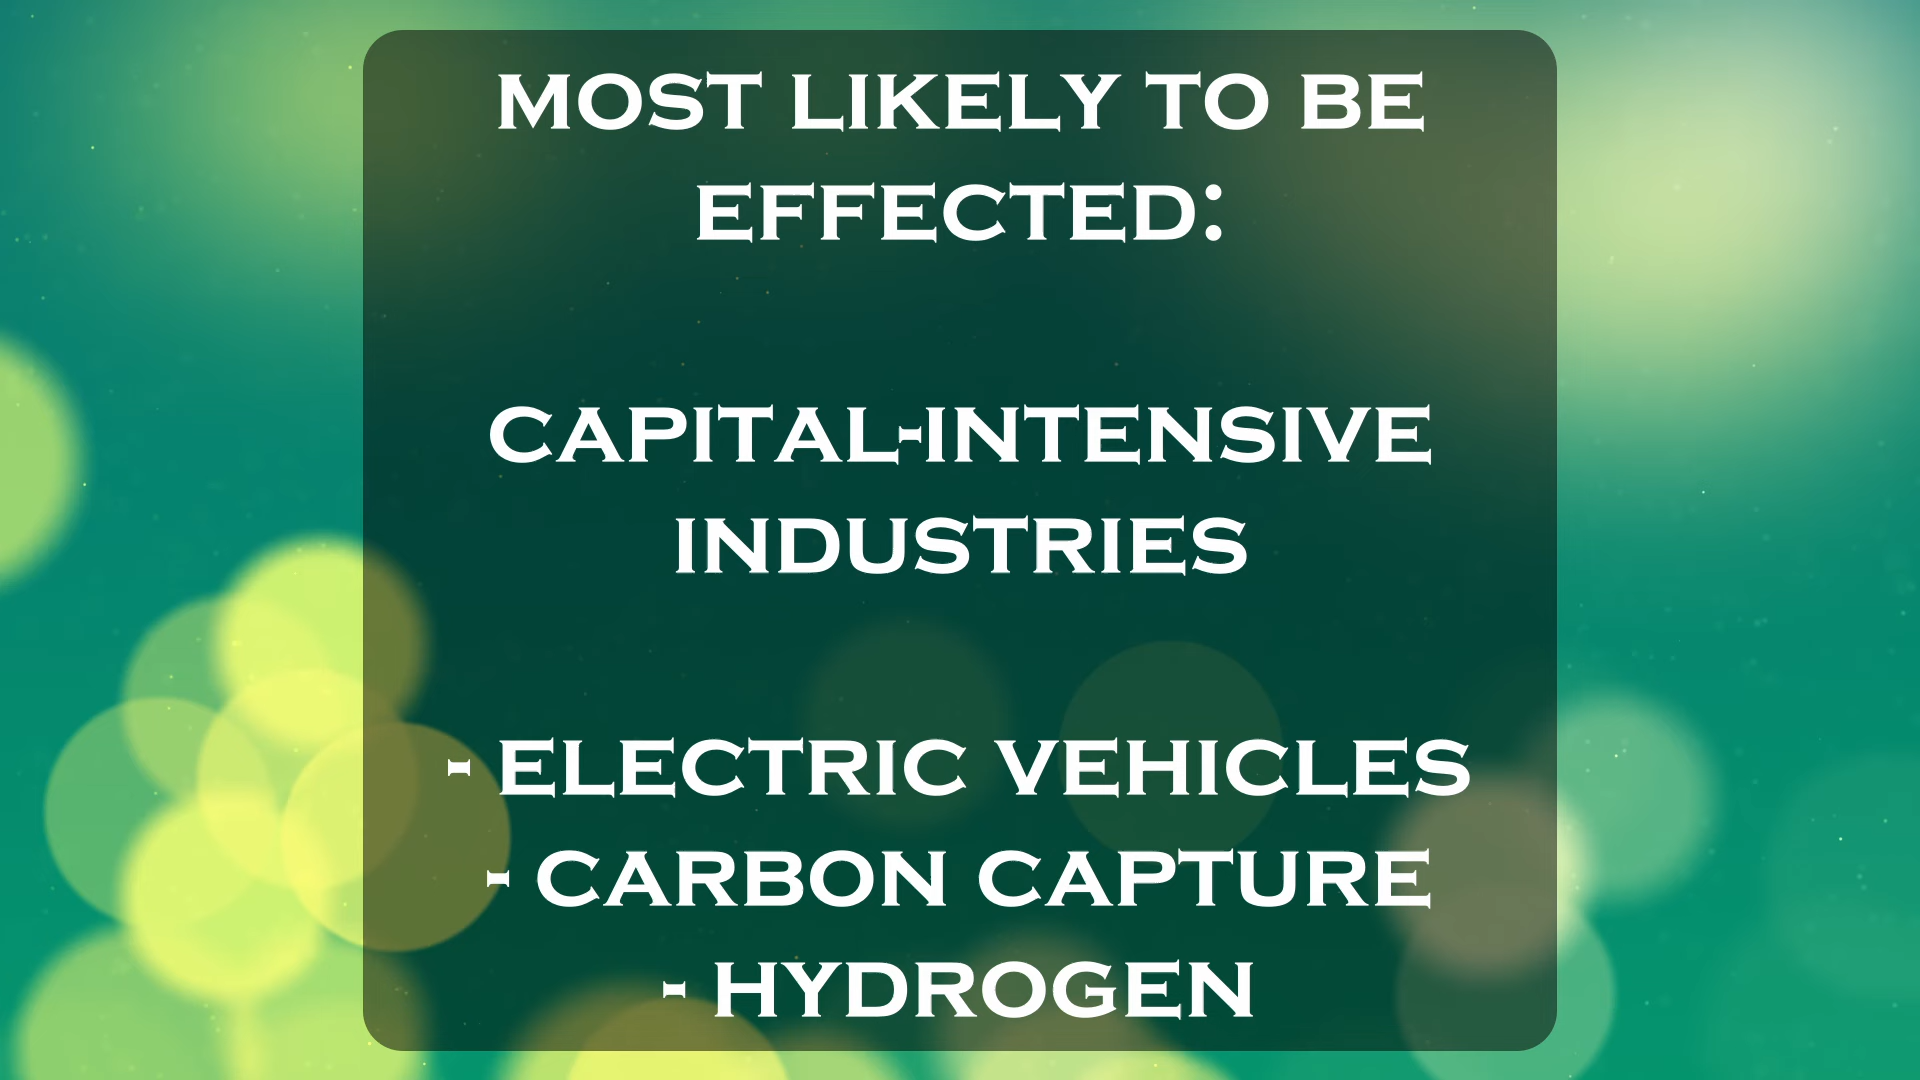 MOST LIKELY TO BE
EFFECTED:
CAPITAL-INTENSIVE
INDUSTRIES
- ELECTRIC VEHICLES
- CARBON CAPTURE
- HYDROGEN